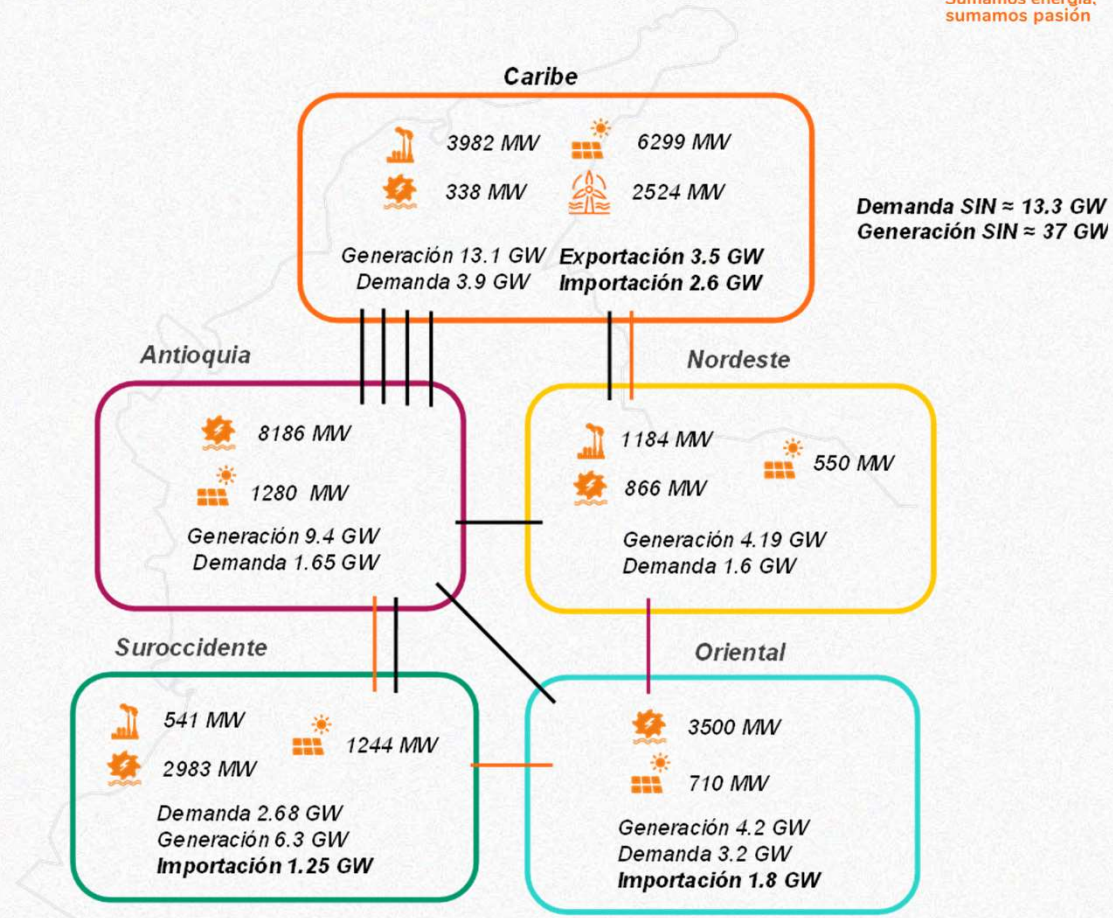 Sumamos energía,
sumamos pasión
Caribe
3982 MW
6299 MW
338 MW
2524 MW
Generación 13.1 GW
Demanda 3.9 GW
Exportación 3.5 GW
Importación 2.6 GW
Demanda SIN ≈ 13.3 GW
Generación SIN ≈ 37 GW
Antioquia
8186 MW
1280 MW
Generación 9.4 GW
Demanda 1.65 GW
Nordeste
1184 MW
550 MW
866 MW
Generación 4.19 GW
Demanda 1.6 GW
Suroccidente
541 MW
1244 MW
2983 MW
Demanda 2.68 GW
Generación 6.3 GW
Importación 1.25 GW
Oriental
3500 MW
710 MW
Generación 4.2 GW
Demanda 3.2 GW
Importación 1.8 GW